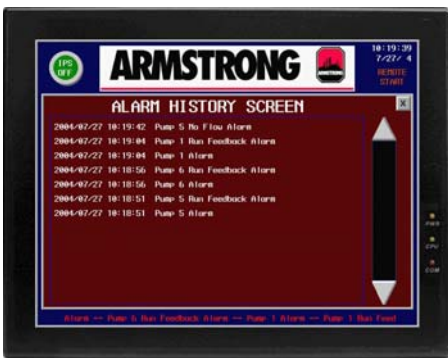 IPS
OFF
ARMSTRONG
ARMSTRONG
10:19:39
7/27/ 4
REMOTE
START
ALARM HISTORY SCREEN
X
2004/07/27 10:19:42 Pump 5 No Flow Alarm
2004/07/27 10:19:04 Pump 1 Run Feedback Alarm
2004/07/27 10:19:04 Pump 1 Alarm
2004/07/27 10:18:56 Pump 6 Run Feedback Alarm
2004/07/27 10:18:56 Pump 6 Alarm
2004/07/27 10:18:51 Pump 5 Run Feedback Alarm
2004/07/27 10:18:51 Pump 5 Alarm
PWR
CPU
COM
Alarm -- Pump 6 Run Feedback Alarm -- Pump 1 Alarm -- Pump 1 Run Feed